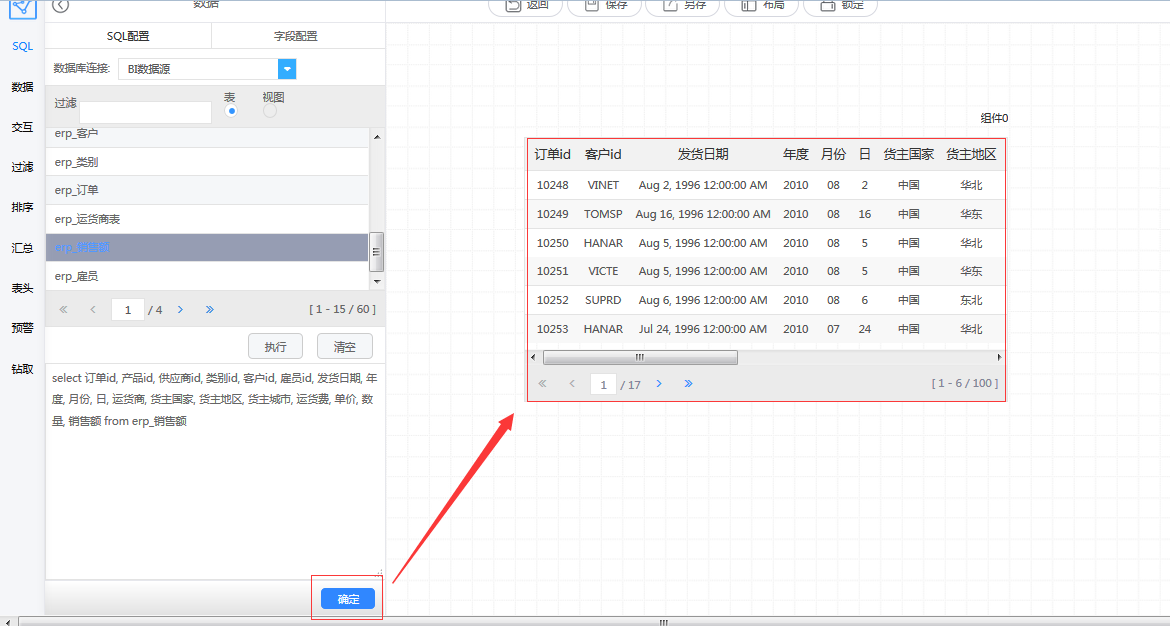 数据
返回 保存 另存 布局 锁定
SQL
数据
交互
过滤
排序
汇总
表头
预警
钻取
SQL配置 字段配置
数据库连接: BI数据源
过滤 表 视图
erp_客户
erp_类别
erp_订单
erp_运货商表
erp_销售额
erp_雇员
1 / 4 [ 1 - 15 / 60 ]
执行 清空
select 订单id, 产品id, 供应商id, 类别id, 客户id, 雇员id, 发货日期, 年
度, 月份, 日, 运货商, 货主国家, 货主地区, 货主城市, 运货费, 单价, 数
量, 销售额 from erp_销售额
确定
组件0
订单id 客户id 发货日期 年度 月份 日 货主国家 货主地区
10248 VINET Aug 2, 1996 12:00:00 AM 2010 08 2 中国 华北
10249 TOMSP Aug 16, 1996 12:00:00 AM 2010 08 16 中国 华东
10250 HANAR Aug 5, 1996 12:00:00 AM 2010 08 5 中国 华北
10251 VICTE Aug 5, 1996 12:00:00 AM 2010 08 5 中国 华东
10252 SUPRD Aug 6, 1996 12:00:00 AM 2010 08 6 中国 东北
10253 HANAR Jul 24, 1996 12:00:00 AM 2010 07 24 中国 华北
1 / 17 [ 1 - 6 / 100 ]